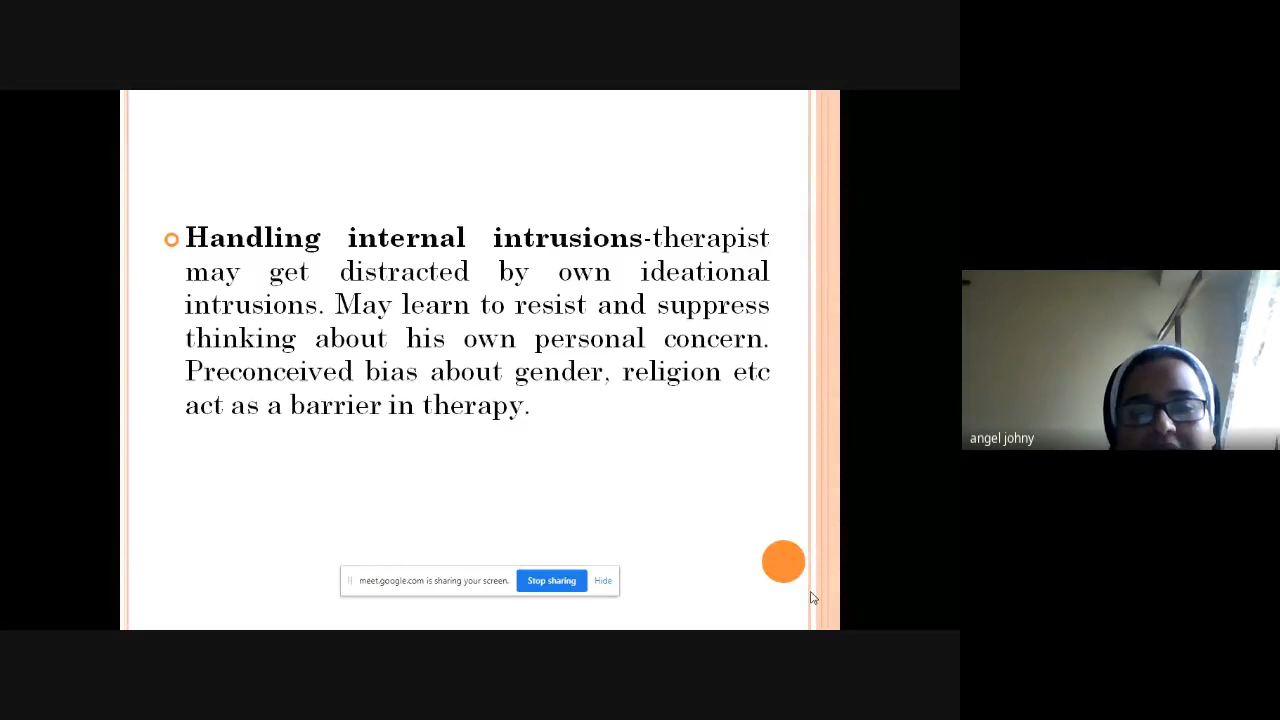 Handling internal intrusions-therapist
may get distracted by own ideational
intrusions. May learn to resist and suppress
thinking about his own personal concern.
Preconceived bias about gender, religion etc
act as a barrier in therapy.
meet.google.com is sharing your screen. Stop sharing Hide
angel johny